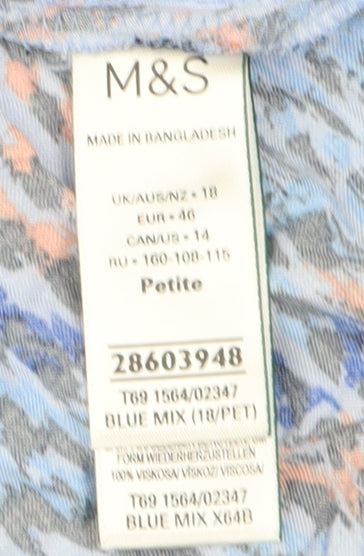 M&S
MADE IN BANGLADESH
UK/AUS/NZ - 18
EUR - 46
CAN/US - 14
RU - 160-108-115
Petite
28603948
T69 1564/02347
BLUE MIX (18/PET)
FORM WIEDERHERZUSTELLEN
100% VISKOSA/ VÍSKOZ/ VISCOSA/
T69 1564/02347
BLUE MIX X64B